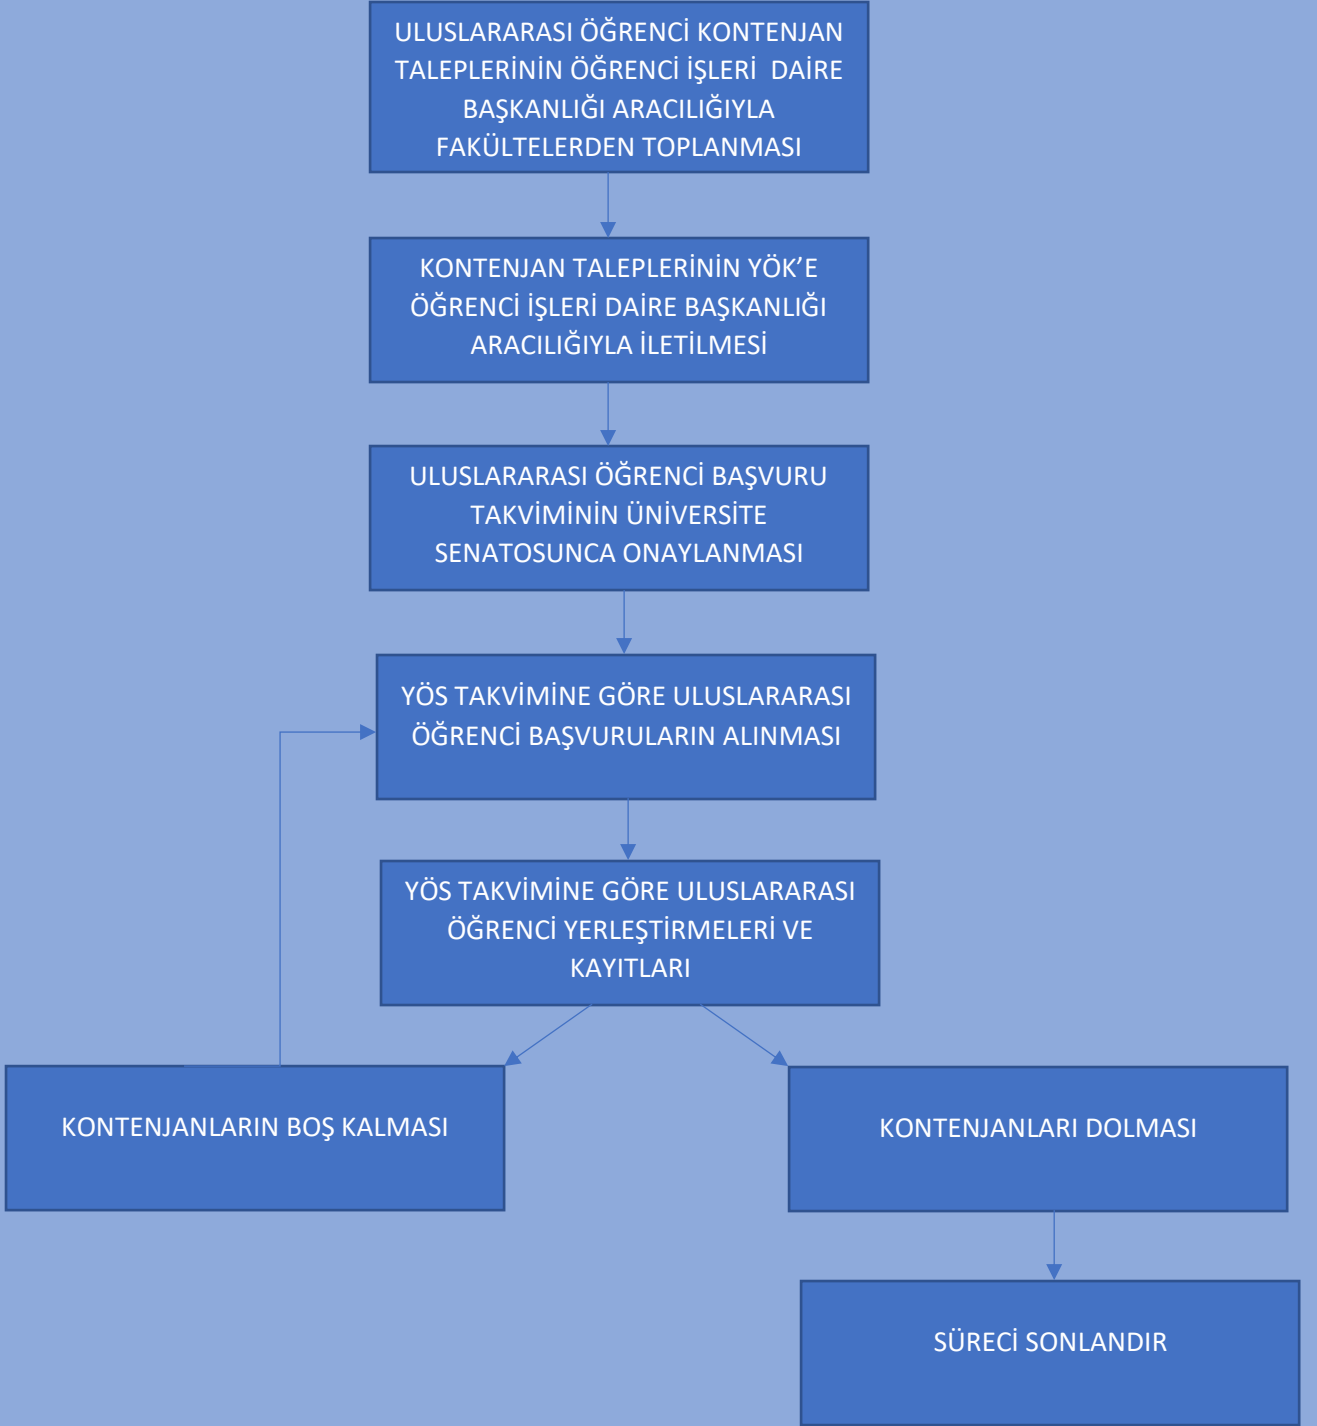 ULUSLARARASI ÖĞRENCİ KONTENJAN
TALEPLERİNİN ÖĞRENCİ İŞLERİ  DAİRE
BAŞKANLIĞI ARACILIĞIYLA
FAKÜLTELERDEN TOPLANMASI
KONTENJAN TALEPLERİNİN YÖK’E
ÖĞRENCİ İŞLERİ DAİRE BAŞKANLIĞI
ARACILIĞIYLA İLETİLMESİ
ULUSLARARASI ÖĞRENCİ BAŞVURU
TAKVİMİNİN ÜNİVERSİTE
SENATOSUNCA ONAYLANMASI
YÖS TAKVİMİNE GÖRE ULUSLARARASI
ÖĞRENCİ BAŞVURULARIN ALINMASI
YÖS TAKVİMİNE GÖRE ULUSLARARASI
ÖĞRENCİ YERLEŞTİRMELERİ VE
KAYITLARI
KONTENJANLARIN BOŞ KALMASI
KONTENJANLARI DOLMASI
SÜRECİ SONLANDIR